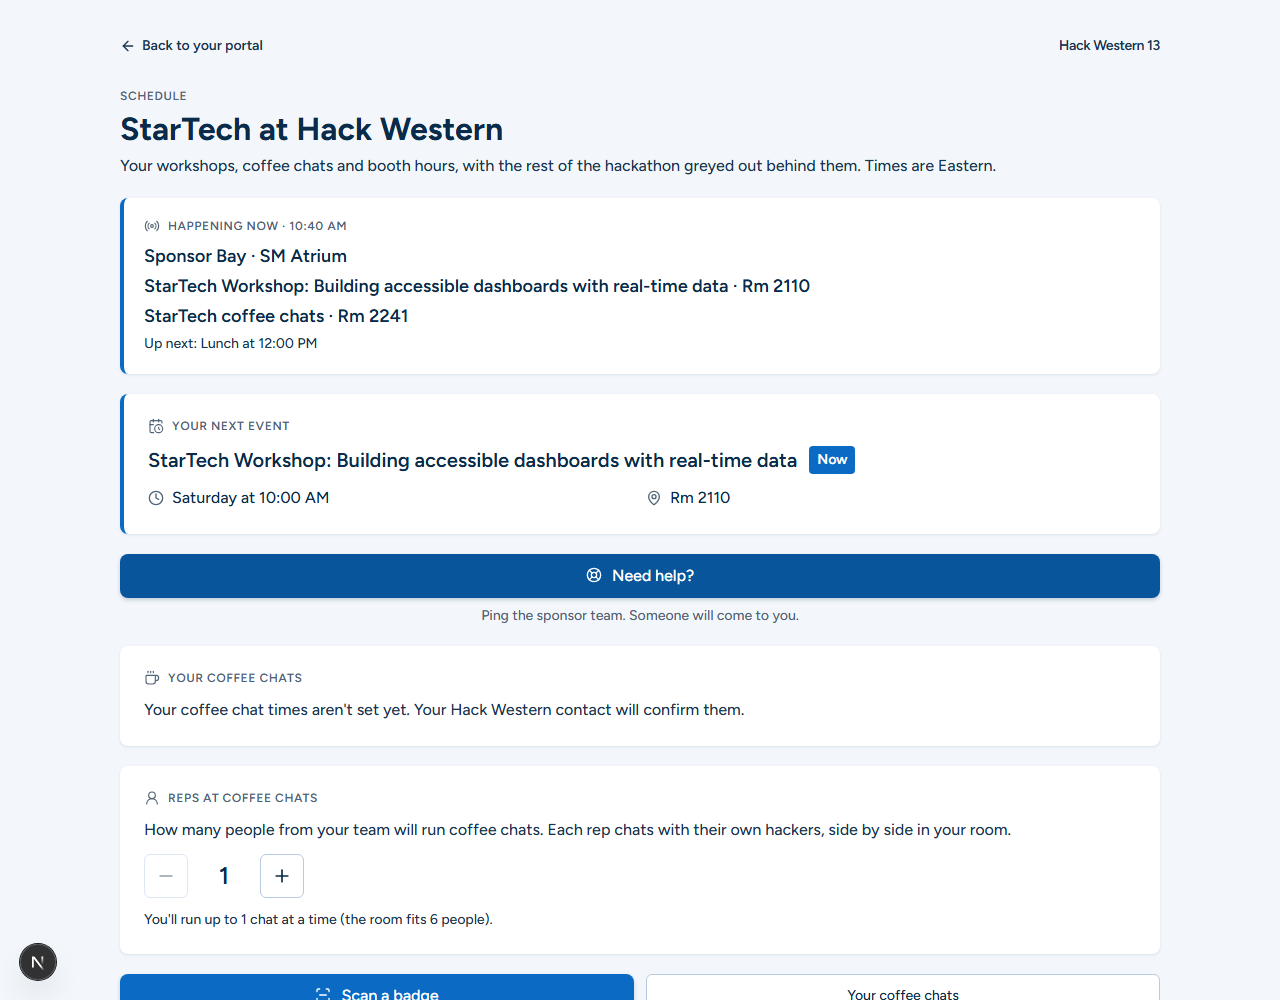 Back to your portal
Hack Western 13
SCHEDULE
StarTech at Hack Western
Your workshops, coffee chats and booth hours, with the rest of the hackathon greyed out behind them. Times are Eastern.
HAPPENING NOW · 10:40 AM
Sponsor Bay · SM Atrium
StarTech Workshop: Building accessible dashboards with real-time data · Rm 2110
StarTech coffee chats · Rm 2241
Up next: Lunch at 12:00 PM
YOUR NEXT EVENT
StarTech Workshop: Building accessible dashboards with real-time data Now
Saturday at 10:00 AM
Rm 2110
Need help?
Ping the sponsor team. Someone will come to you.
YOUR COFFEE CHATS
Your coffee chat times aren't set yet. Your Hack Western contact will confirm them.
REPS AT COFFEE CHATS
How many people from your team will run coffee chats. Each rep chats with their own hackers, side by side in your room.
1
You'll run up to 1 chat at a time (the room fits 6 people).
N
Scan a badge
Your coffee chats